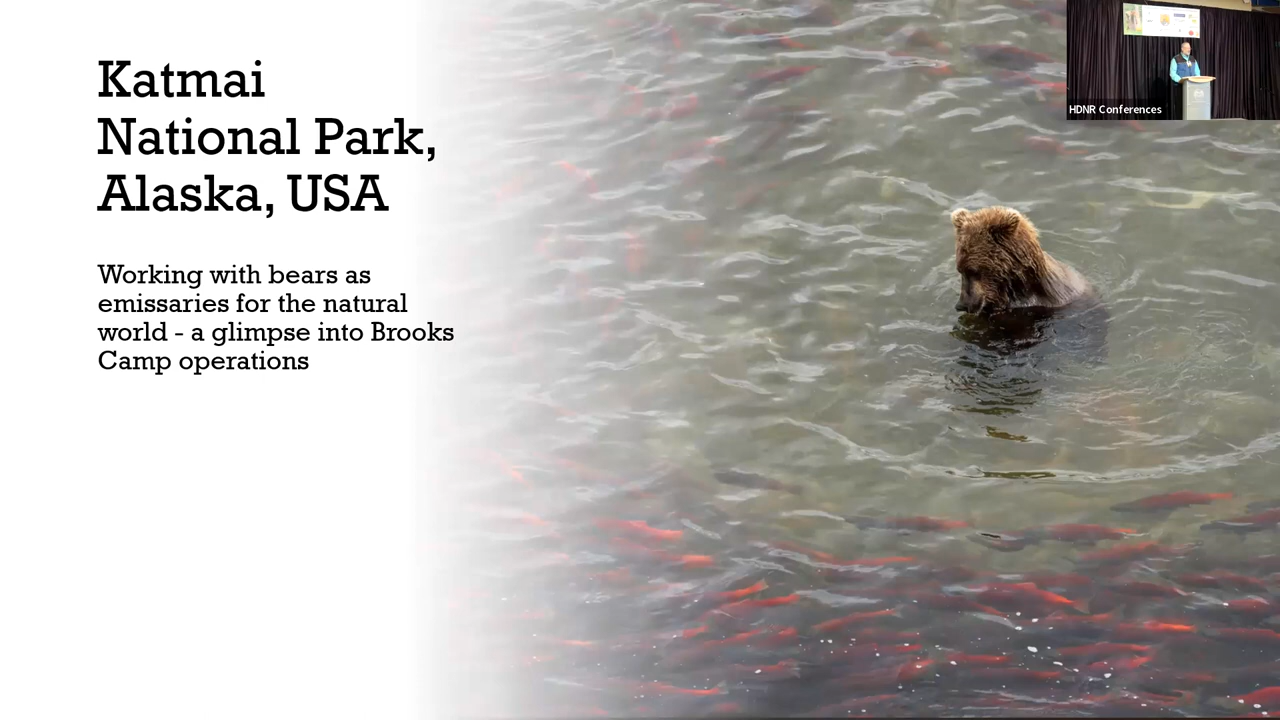 Katmai
National Park,
Alaska, USA
Working with bears as
emissaries for the natural
world - a glimpse into Brooks
Camp operations
HDNR Conferences